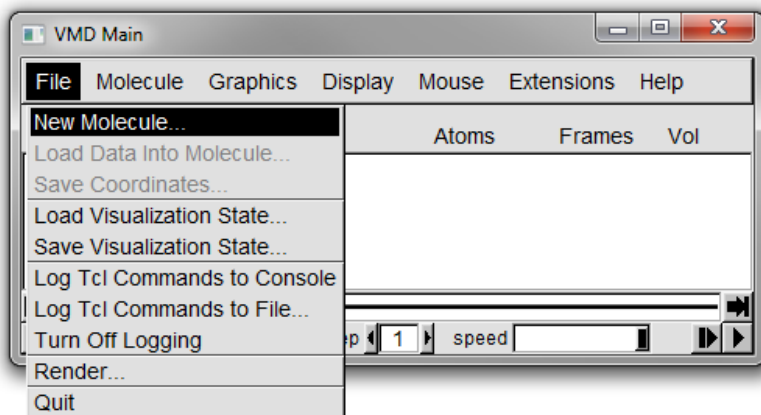 VMD Main
File Molecule Graphics Display Mouse Extensions Help
New Molecule...
Atoms Frames Vol
Load Data Into Molecule...
Save Coordinates...
Load Visualization State...
Save Visualization State...
Log Tcl Commands to Console
Log Tcl Commands to File...
Turn Off Logging
1 speed
Render...
Quit